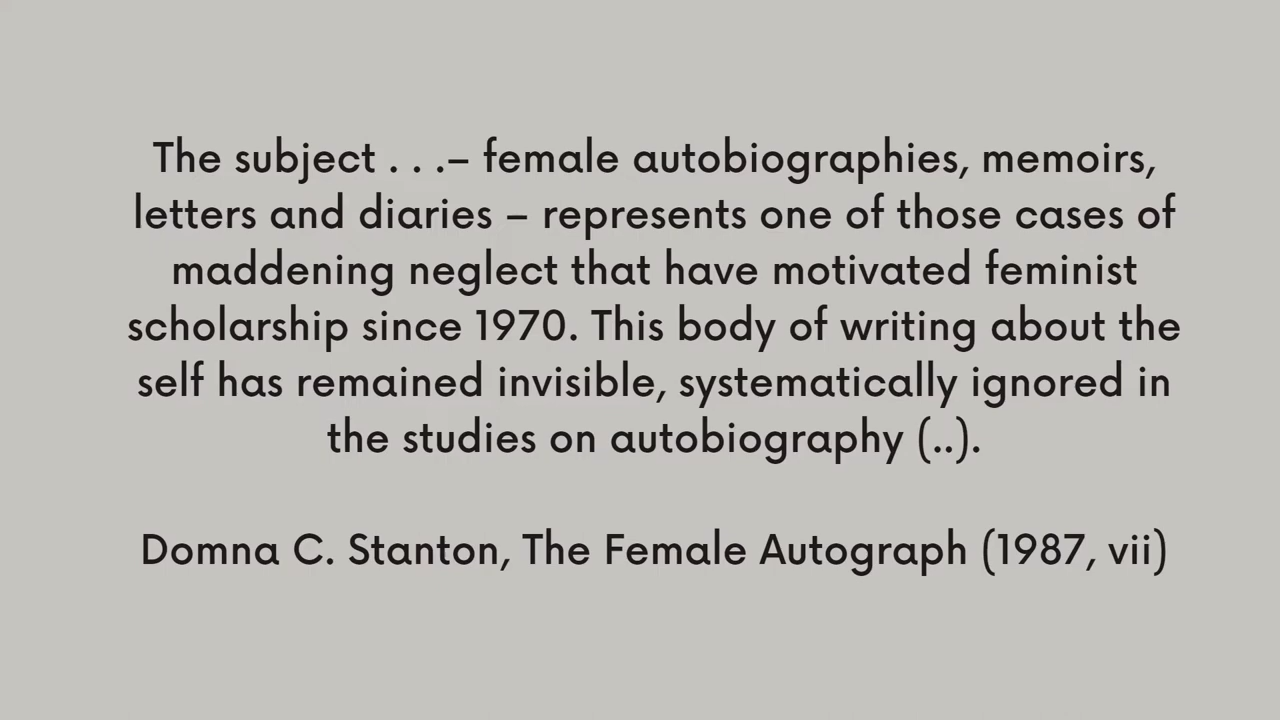 The subject . . .– female autobiographies, memoirs,
letters and diaries – represents one of those cases of
maddening neglect that have motivated feminist
scholarship since 1970. This body of writing about the
self has remained invisible, systematically ignored in
the studies on autobiography (..).
Domna C. Stanton, The Female Autograph (1987, vii)